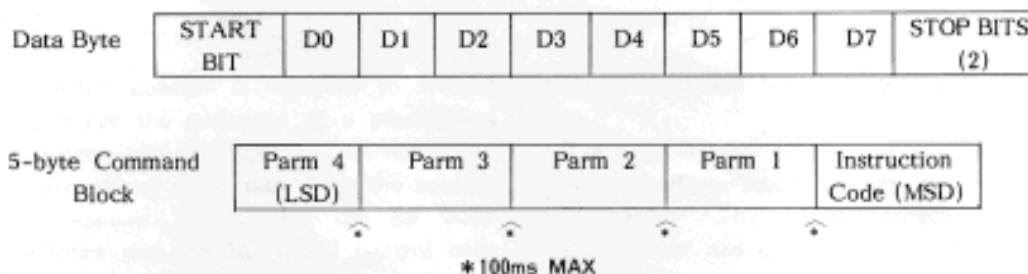 Data Byte START BIT D0 D1 D2 D3 D4 D5 D6 D7 STOP BITS (2)
5-byte Command Block Parm 4 (LSD) Parm 3 Parm 2 Parm 1 Instruction Code (MSD)
* * * *
*100ms MAX